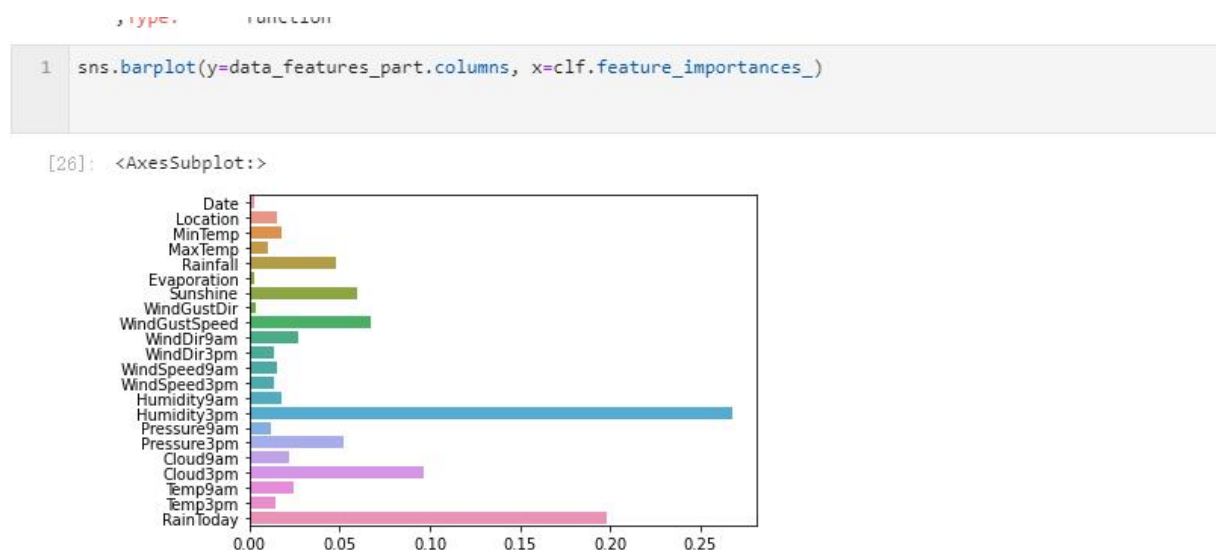 ,Type: function
1 sns.barplot(y=data_features_part.columns, x=clf.feature_importances_)
[26]: <AxesSubplot:>
Date
Location
MinTemp
MaxTemp
Rainfall
Evaporation
Sunshine
WindGustDir
WindGustSpeed
WindDir9am
WindDir3pm
WindSpeed9am
WindSpeed3pm
Humidity9am
Humidity3pm
Pressure9am
Pressure3pm
Cloud9am
Cloud3pm
Temp9am
Temp3pm
RainToday
0.00 0.05 0.10 0.15 0.20 0.25